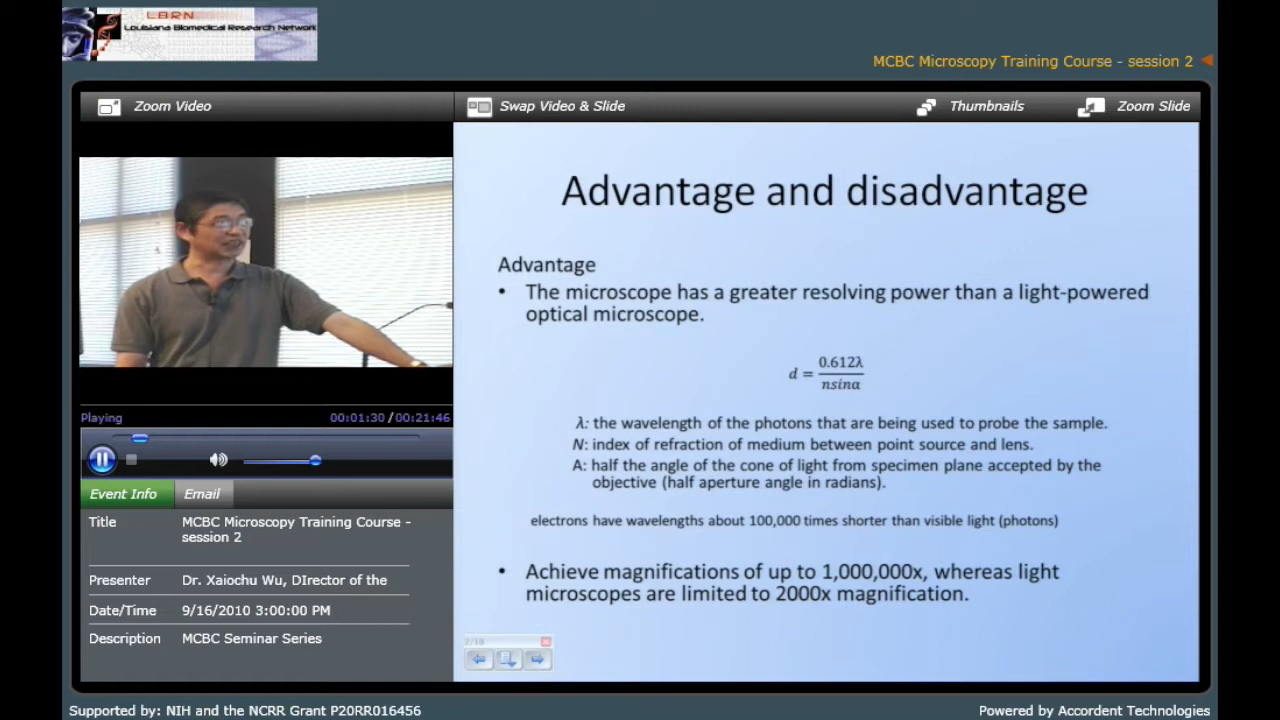 LBRN
Louisiana Biomedical Research Network
MCBC Microscopy Training Course - session 2
Zoom Video
Swap Video & Slide
Thumbnails
Zoom Slide
Advantage and disadvantage
Advantage
• The microscope has a greater resolving power than a light-powered
optical microscope.
d = 0.612λ / nsinα
λ: the wavelength of the photons that are being used to probe the sample.
N: index of refraction of medium between point source and lens.
A: half the angle of the cone of light from specimen plane accepted by the
objective (half aperture angle in radians).
electrons have wavelengths about 100,000 times shorter than visible light (photons)
• Achieve magnifications of up to 1,000,000x, whereas light
microscopes are limited to 2000x magnification.
Playing 00:01:30 / 00:21:46
Event Info Email
Title MCBC Microscopy Training Course -
session 2
Presenter Dr. Xaiochu Wu, DIrector of the
Date/Time 9/16/2010 3:00:00 PM
Description MCBC Seminar Series
Supported by: NIH and the NCRR Grant P20RR016456
Powered by Accordent Technologies